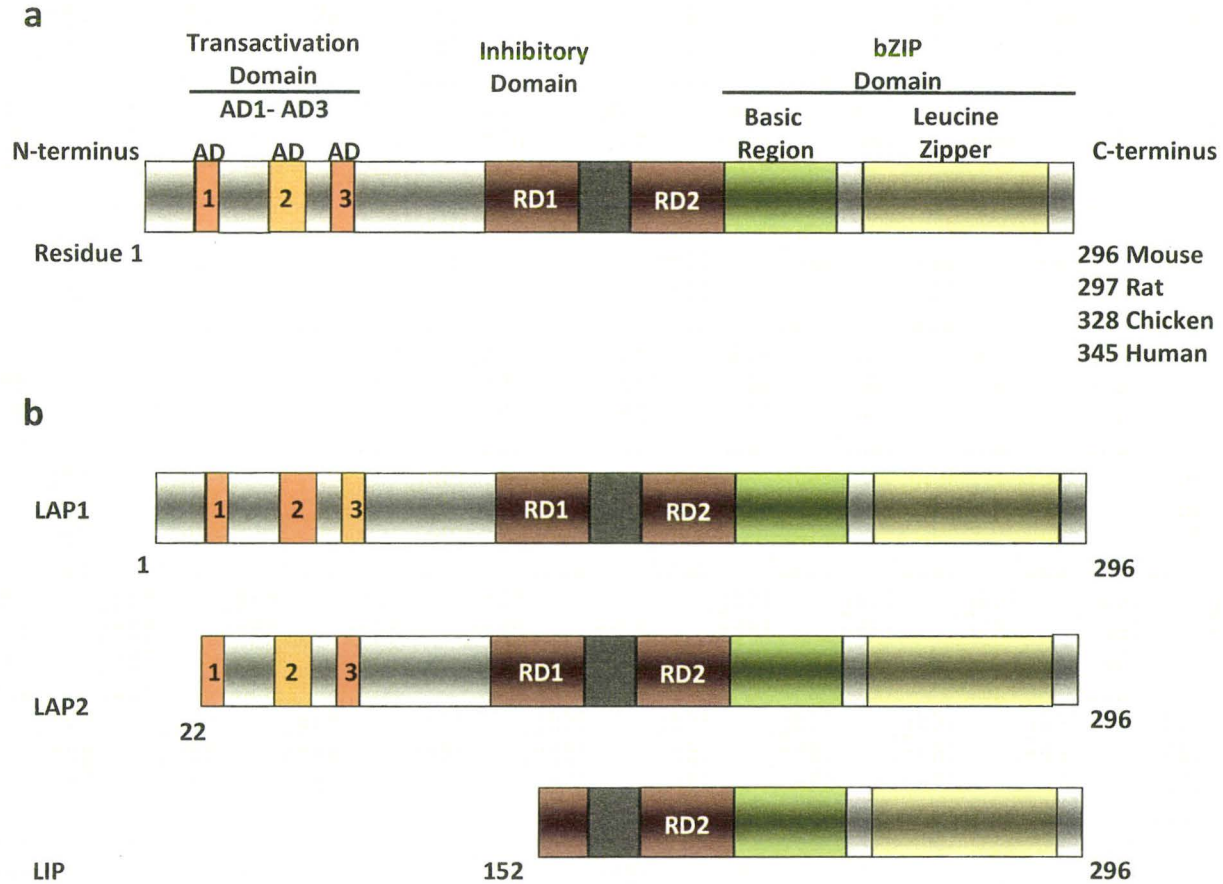 a
Transactivation
Domain
AD1- AD3
Inhibitory
Domain
bZIP
Domain
Basic
Region
Leucine
Zipper
N-terminus
AD AD AD
C-terminus
1 2 3 RD1 RD2
Residue 1
296 Mouse
297 Rat
328 Chicken
345 Human
b
LAP1
1 2 3 RD1 RD2
1
296
LAP2
1 2 3 RD1 RD2
22
296
RD2
LIP
152
296